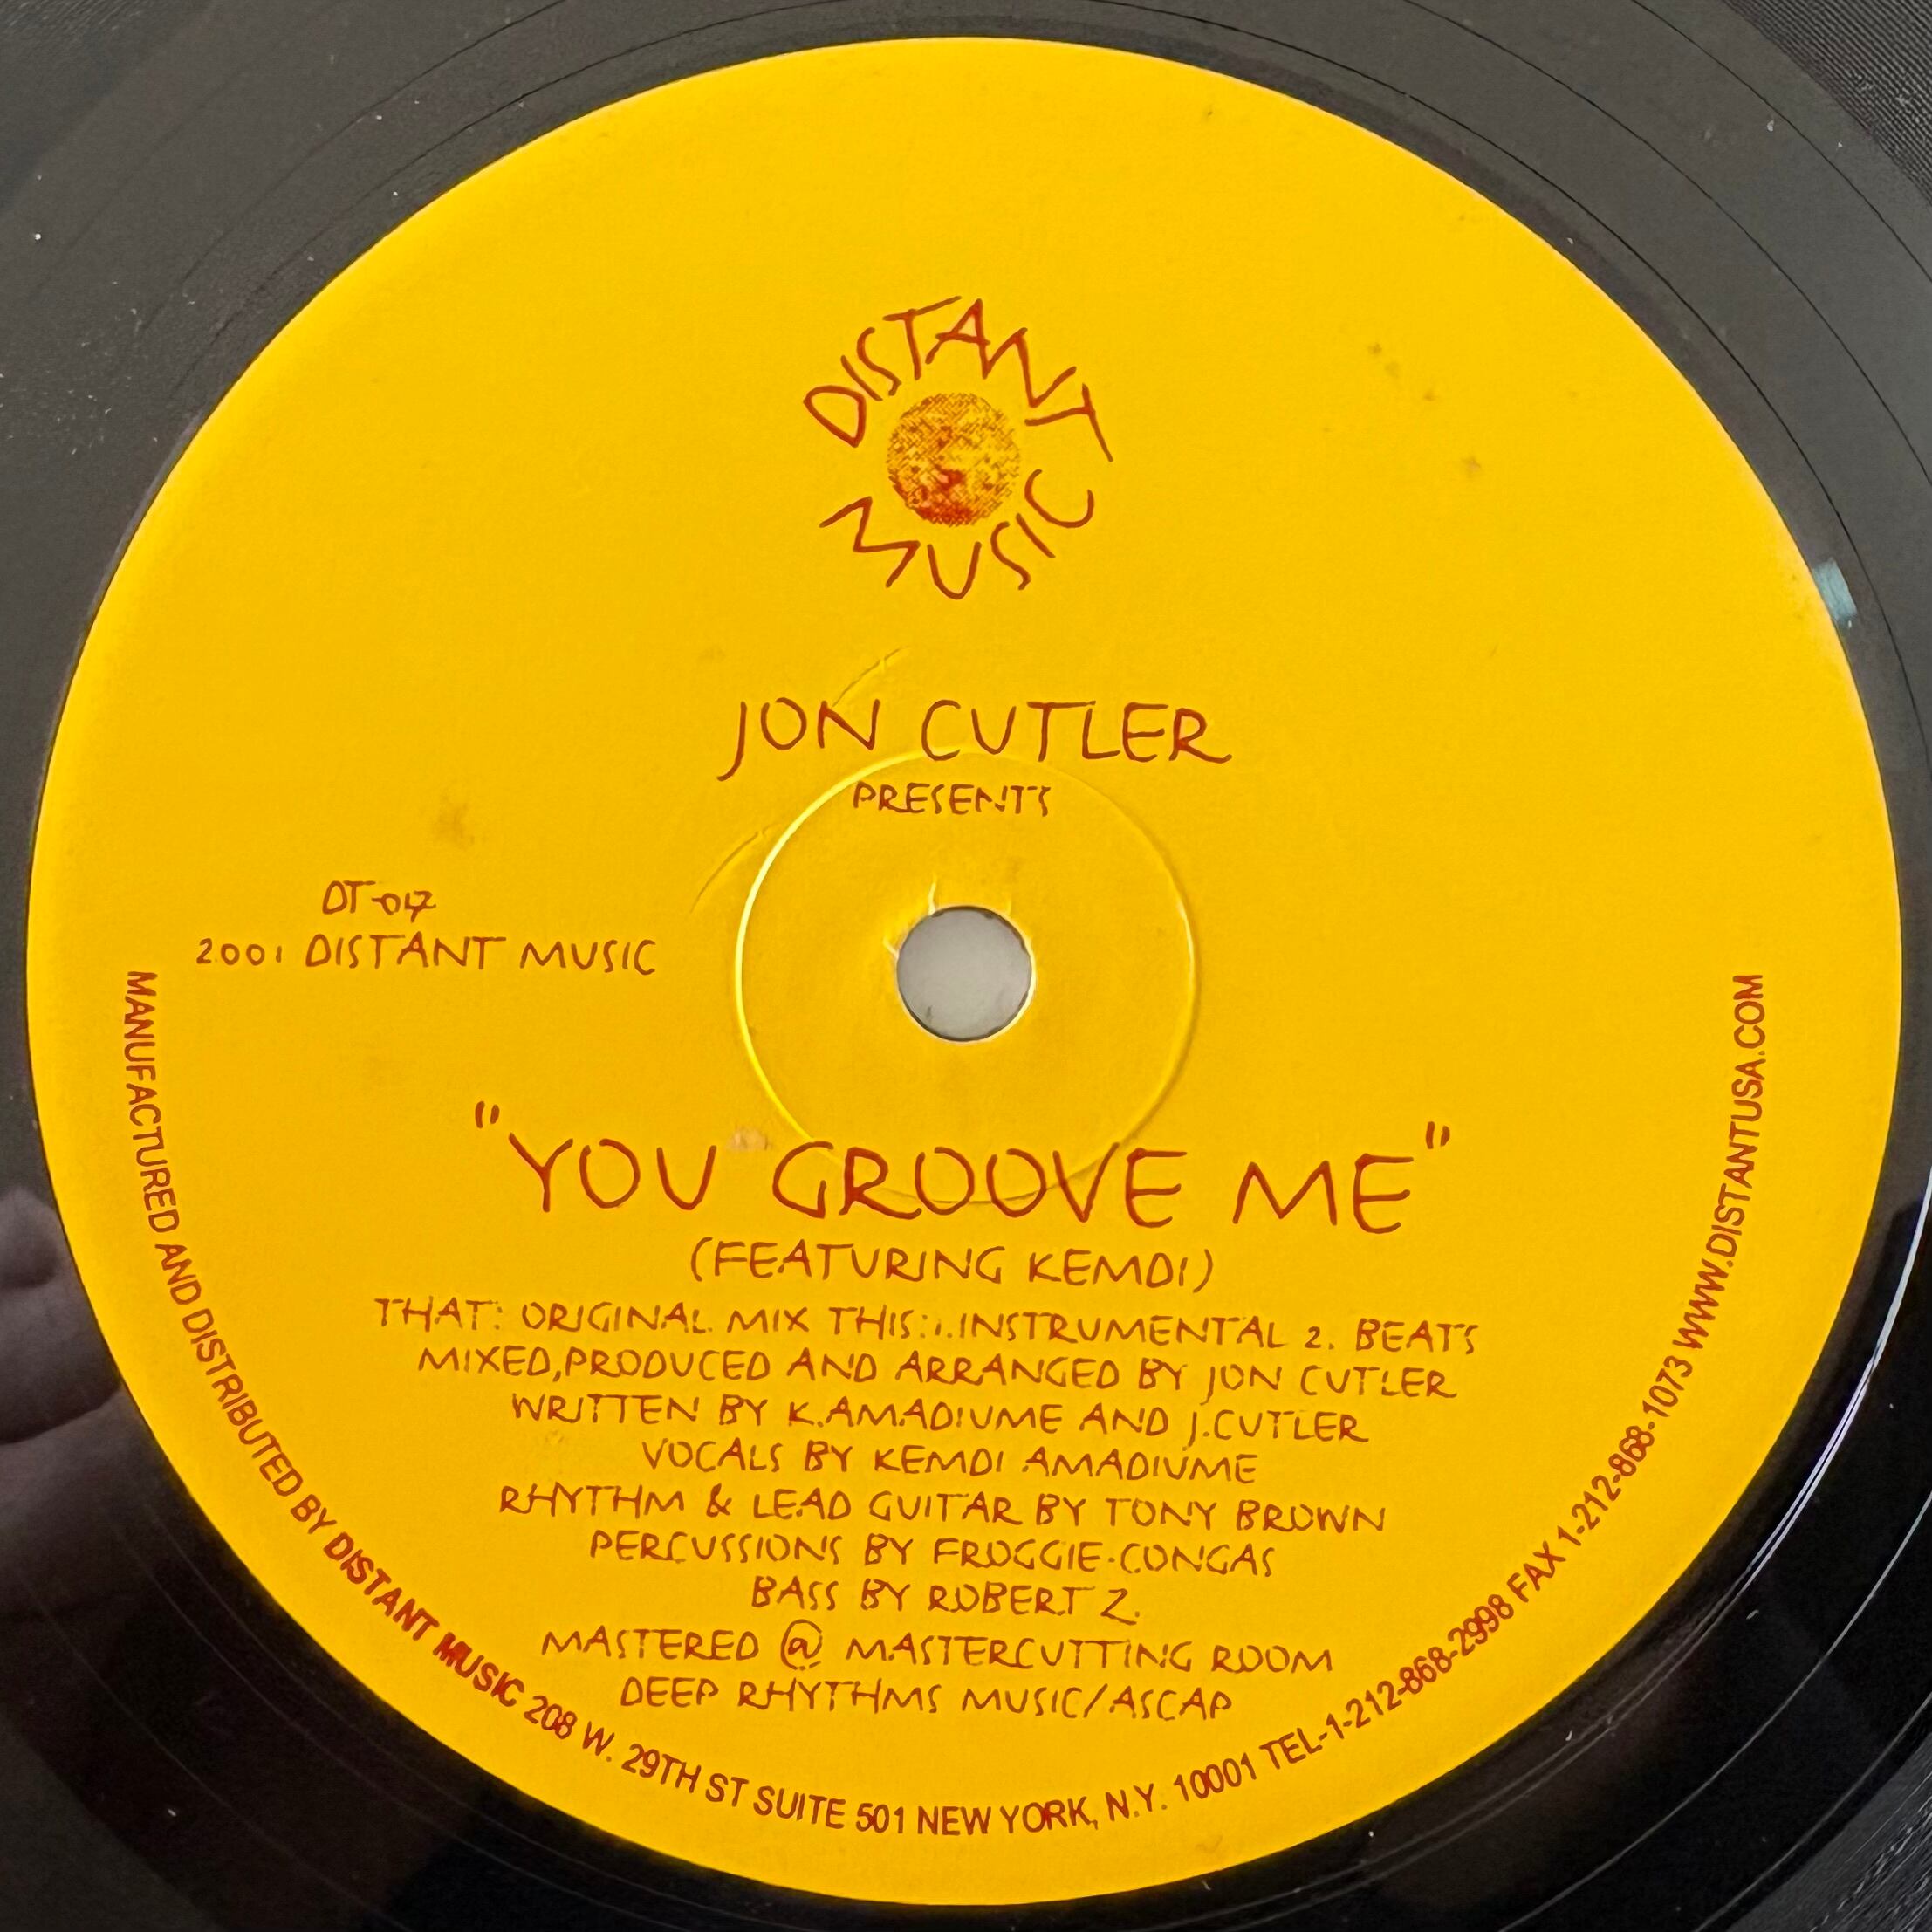 DISTANT MUSIC
JON CUTLER
PRESENTS
DT-017
2001 DISTANT MUSIC
"YOU GROOVE ME"
(FEATURING KEMDI)
THAT: ORIGINAL MIX THIS:1.INSTRUMENTAL 2. BEATS
MIXED,PRODUCED AND ARRANGED BY JON CUTLER
WRITTEN BY K.AMADIUME AND J.CUTLER
VOCALS BY KEMDI AMADIUME
RHYTHM & LEAD GUITAR BY TONY BROWN
PERCUSSIONS BY FROGGIE-CONGAS
BASS BY ROBERT Z.
MASTERED @ MASTERCUTTING ROOM
DEEP RHYTHMS MUSIC/ASCAP
MANUFACTURED AND DISTRIBUTED BY DISTANT MUSIC 208 W. 29TH ST SUITE 501 NEW YORK, N.Y. 10001 TEL-1-212-868-2998 FAX 1-212-868-1073 WWW.DISTANTUSA.COM